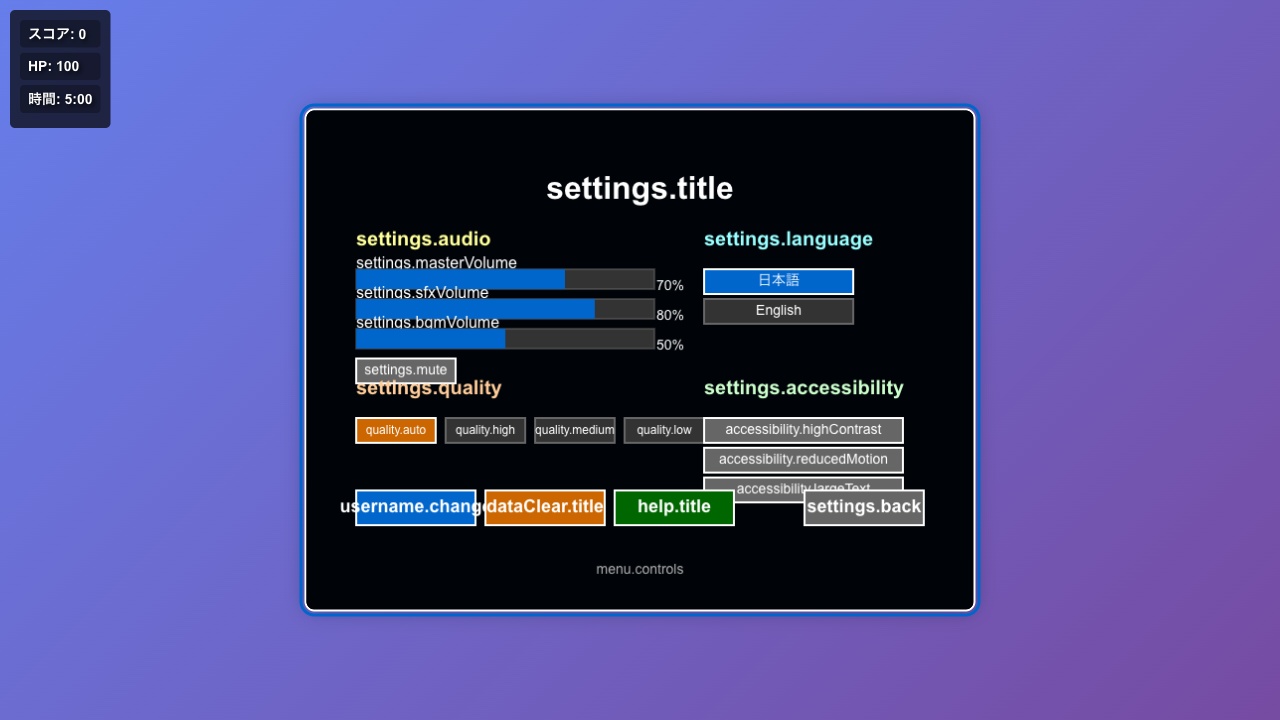 スコア: 0
HP: 100
時間: 5:00
settings.title
settings.audio
settings.masterVolume
70%
settings.sfxVolume
80%
settings.bgmVolume
50%
settings.mute
settings.language
日本語
English
settings.quality
quality.auto
quality.high
quality.medium
quality.low
settings.accessibility
accessibility.highContrast
accessibility.reducedMotion
accessibility.largeText
username.change
dataClear.title
help.title
settings.back
menu.controls